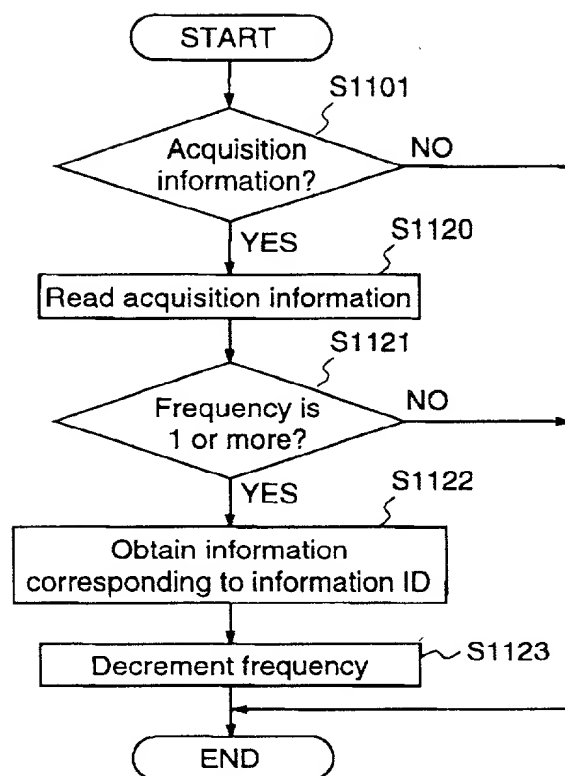 START
S1101
Acquisition
information?
NO
YES
S1120
Read acquisition information
S1121
Frequency is
1 or more?
NO
YES
S1122
Obtain information
corresponding to information ID
Decrement frequency
S1123
END